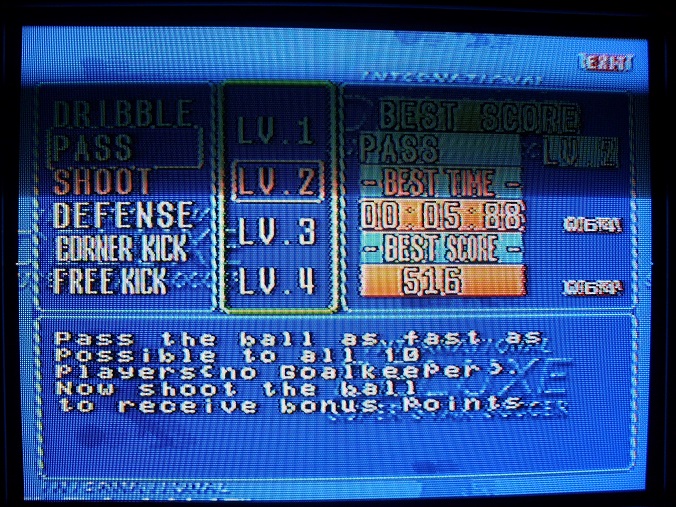 EXIT
INTERNATIONAL
DRIBBLE
PASS
SHOOT
DEFENSE
CORNER KICK
FREE KICK
LV.1
LV.2
LV.3
LV.4
BEST SCORE
PASS LV.2
- BEST TIME -
00:05:88
- BEST SCORE -
516
Pass the ball as fast as
Possible to all 10
Players(no Goalkeeper).
Now shoot the ball
to receive bonus Points
INTERNATIONAL